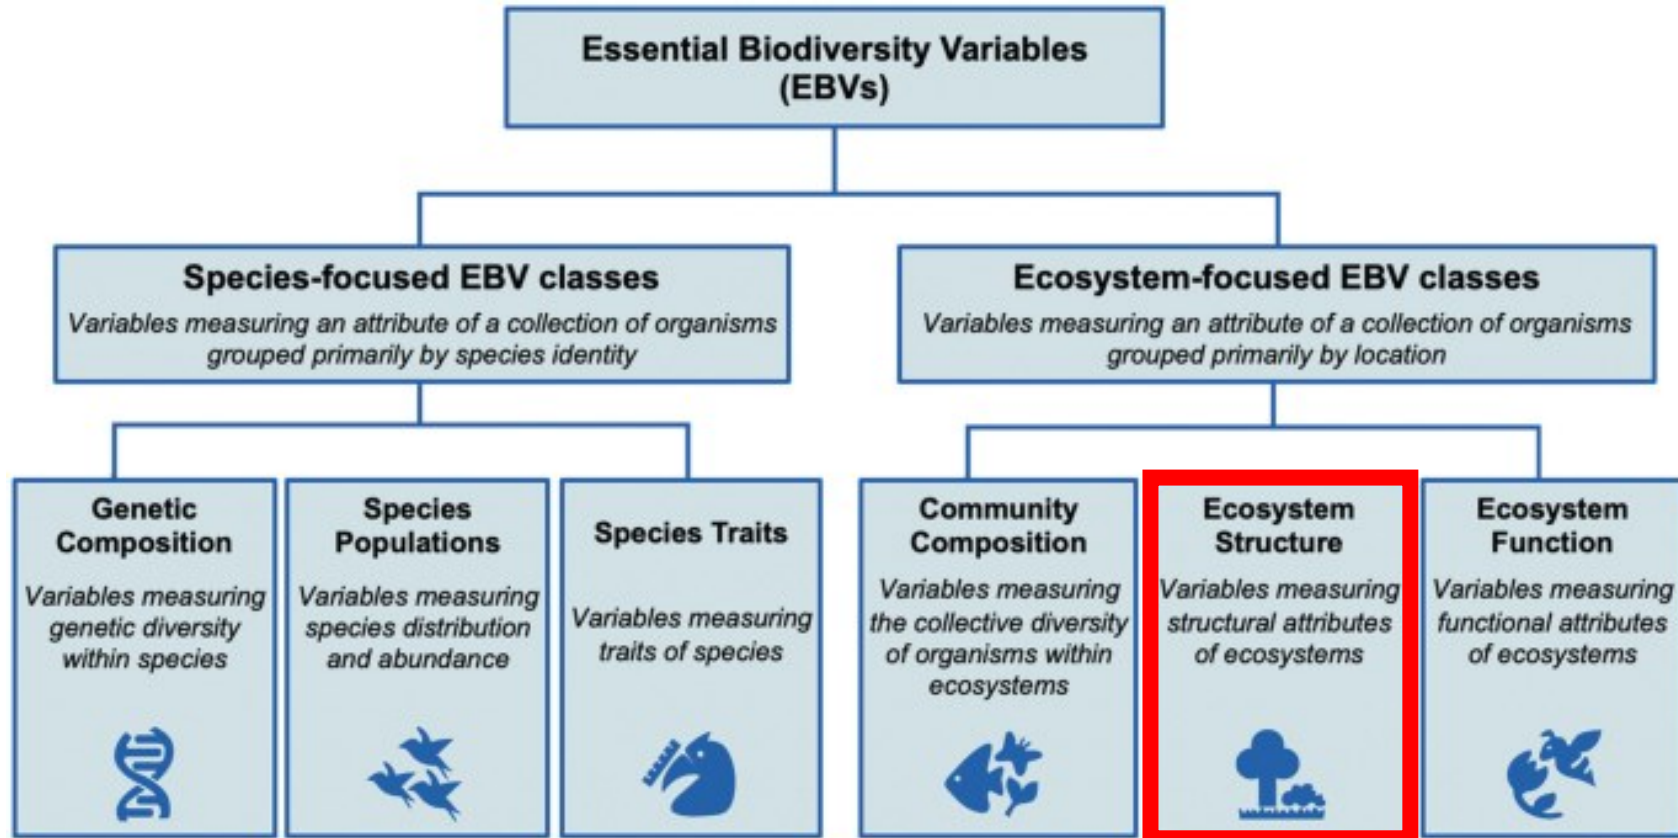 Essential Biodiversity Variables
(EBVs)
Species-focused EBV classes
Variables measuring an attribute of a collection of organisms
grouped primarily by species identity
Ecosystem-focused EBV classes
Variables measuring an attribute of a collection of organisms
grouped primarily by location
Genetic
Composition
Variables measuring
genetic diversity
within species
Species
Populations
Variables measuring
species distribution
and abundance
Species Traits
Variables measuring
traits of species
Community
Composition
Variables measuring
the collective diversity
of organisms within
ecosystems
Ecosystem
Structure
Variables measuring
structural attributes
of ecosystems
Ecosystem
Function
Variables measuring
functional attributes
of ecosystems